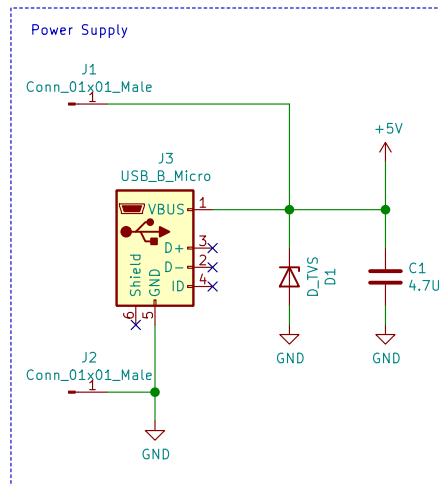 Power Supply
J1
Conn_01x01_Male
1
+5V
J3
USB_B_Micro
VBUS 1
D+ 3
D- 2
ID 4
Shield
GND
6
5
D_TVS
D1
C1
4.7U
GND
GND
J2
Conn_01x01_Male
1
GND